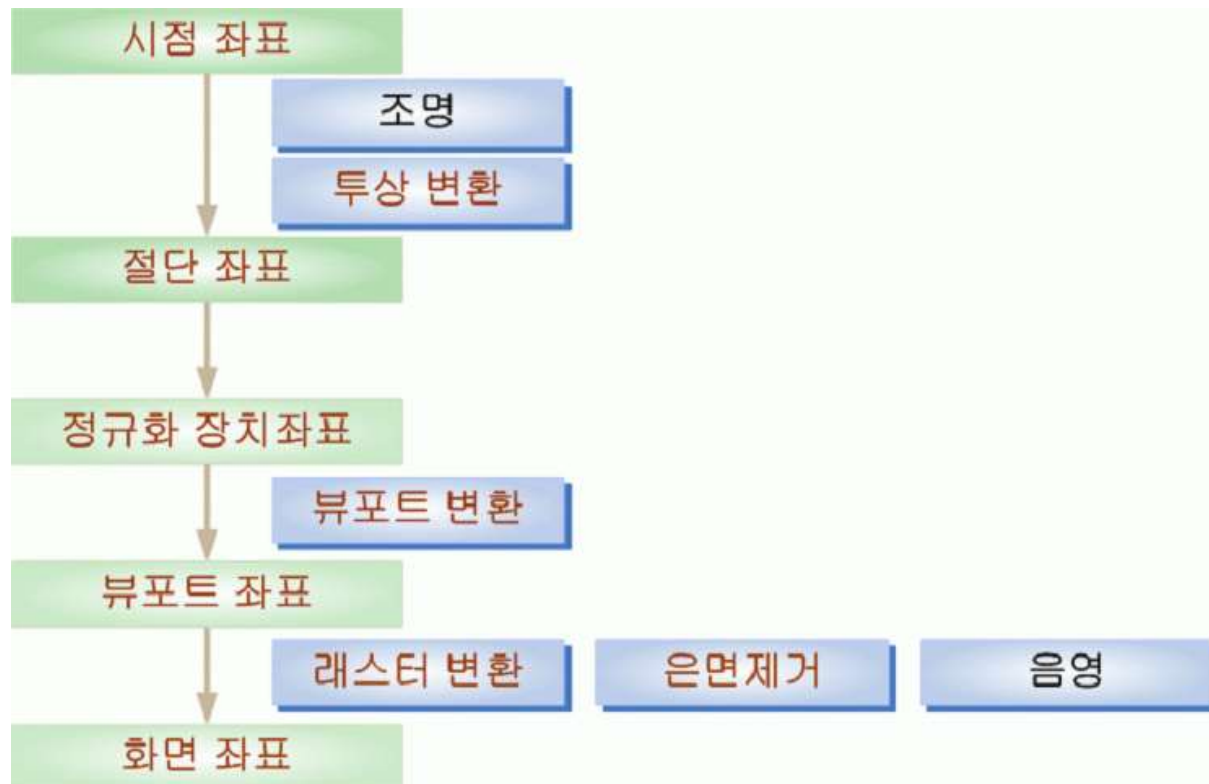 시점 좌표
조명
투상 변환
절단 좌표
정규화 장치좌표
뷰포트 변환
뷰포트 좌표
래스터 변환 은면제거 음영
화면 좌표